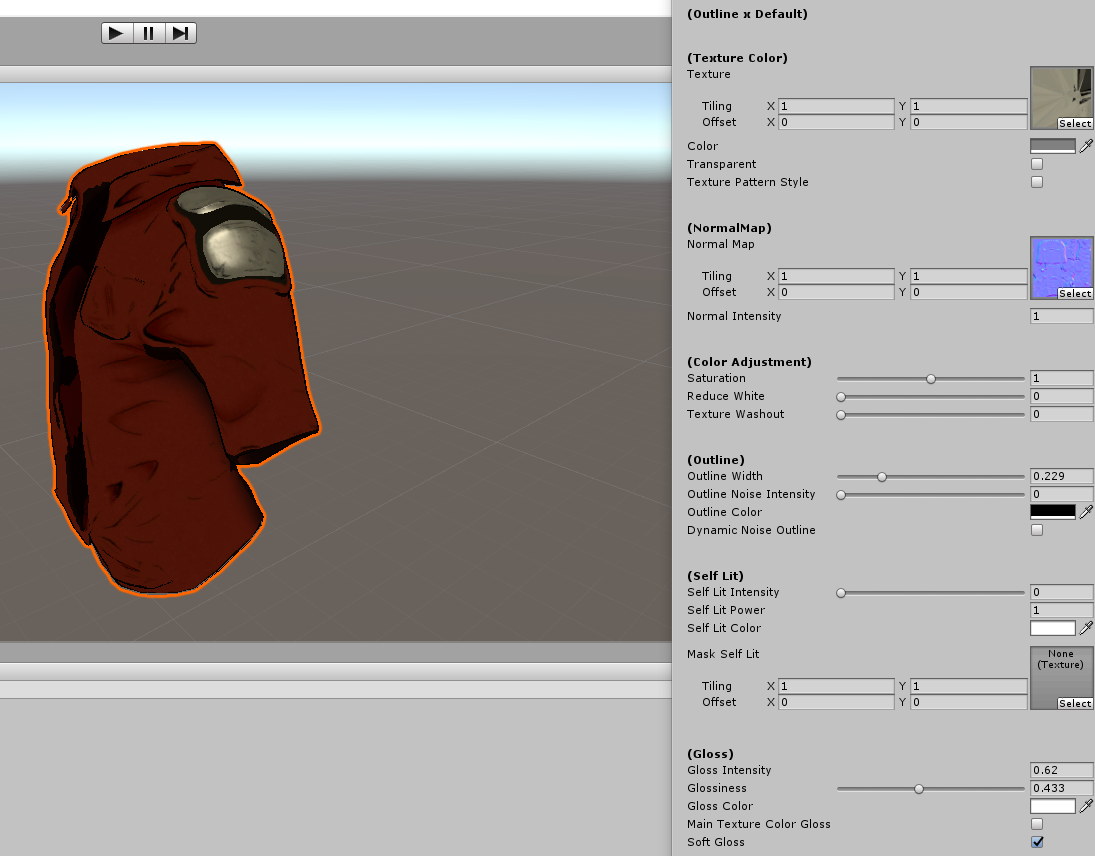 (Outline x Default)
(Texture Color)
Texture
Tiling X 1 Y 1
Offset X 0 Y 0
Select
Color
Transparent
Texture Pattern Style
(NormalMap)
Normal Map
Tiling X 1 Y 1
Offset X 0 Y 0
Select
Normal Intensity 1
(Color Adjustment)
Saturation 1
Reduce White 0
Texture Washout 0
(Outline)
Outline Width 0.229
Outline Noise Intensity 0
Outline Color
Dynamic Noise Outline
(Self Lit)
Self Lit Intensity 0
Self Lit Power 1
Self Lit Color
Mask Self Lit
None
(Texture)
Tiling X 1 Y 1
Offset X 0 Y 0
Select
(Gloss)
Gloss Intensity 0.62
Glossiness 0.433
Gloss Color
Main Texture Color Gloss
Soft Gloss